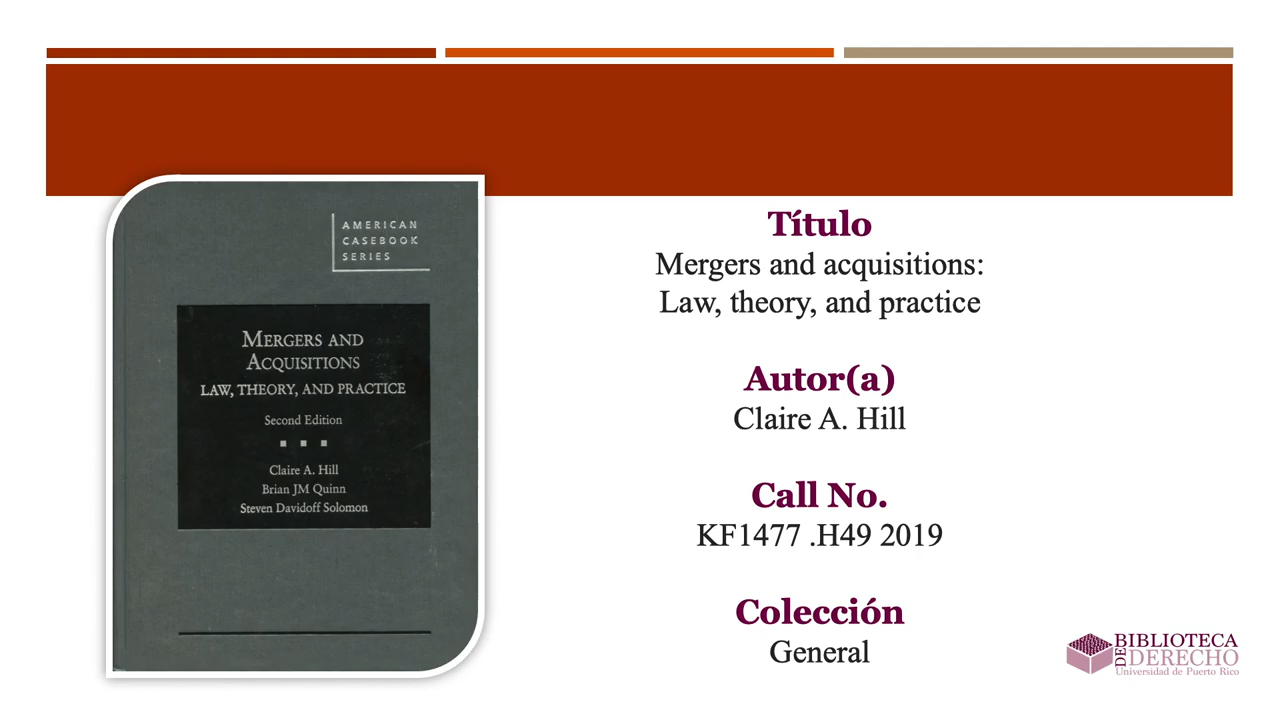 AMERICAN
CASEBOOK
SERIES
MERGERS AND
ACQUISITIONS
LAW, THEORY, AND PRACTICE
Second Edition
Claire A. Hill
Brian JM Quinn
Steven Davidoff Solomon
Título
Mergers and acquisitions:
Law, theory, and practice
Autor(a)
Claire A. Hill
Call No.
KF1477 .H49 2019
Colección
General
BIBLIOTECA
DE DERECHO
Universidad de Puerto Rico